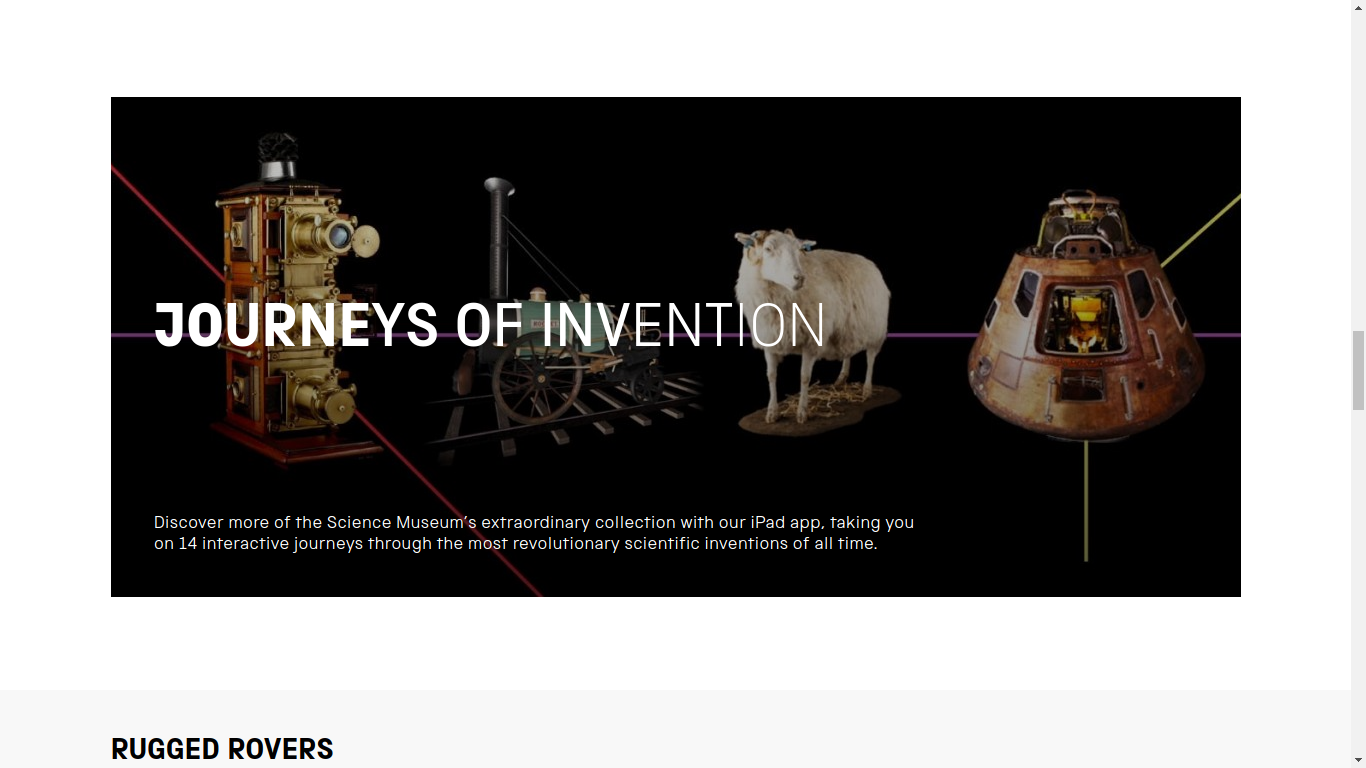 JOURNEYS OF INVENTION
ROCKET
Discover more of the Science Museum's extraordinary collection with our iPad app, taking you
on 14 interactive journeys through the most revolutionary scientific inventions of all time.
RUGGED ROVERS